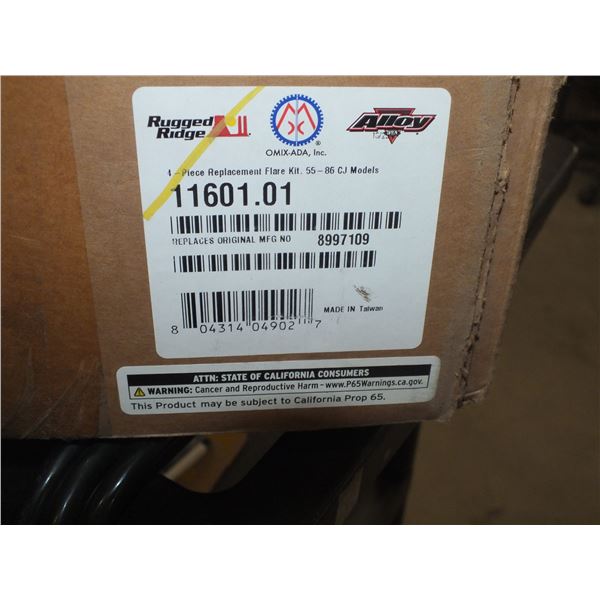 Rugged Ridge
OMIX-ADA, Inc.
Alloy USA
4-Piece Replacement Flare Kit. 55-86 CJ Models
11601.01
REPLACES ORIGINAL MFG NO 8997109
MADE IN Taiwan
8 04314 04902 7
ATTN: STATE OF CALIFORNIA CONSUMERS
WARNING: Cancer and Reproductive Harm - www.P65Warnings.ca.gov.
This Product may be subject to California Prop 65.